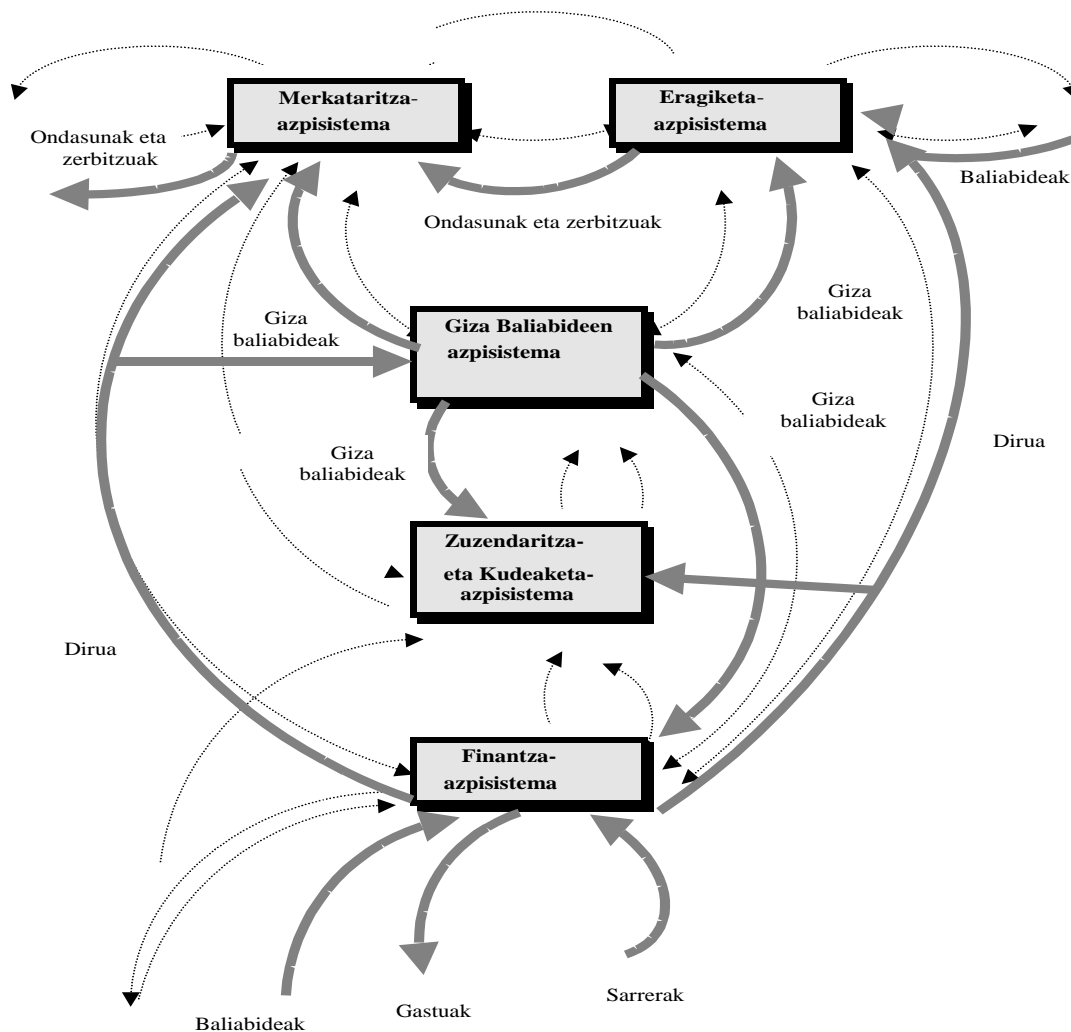 Merkataritza-
azpisistema
Eragiketa-
azpisistema
Ondasunak eta
zerbitzuak
Baliabideak
Ondasunak eta zerbitzuak
Giza
baliabideak
Giza Baliabideen
azpisistema
Giza
baliabideak
Giza
baliabideak
Dirua
Giza
baliabideak
Zuzendaritza-
eta Kudeaketa-
azpisistema
Dirua
Finantza-
azpisistema
Sarrerak
Gastuak
Baliabideak